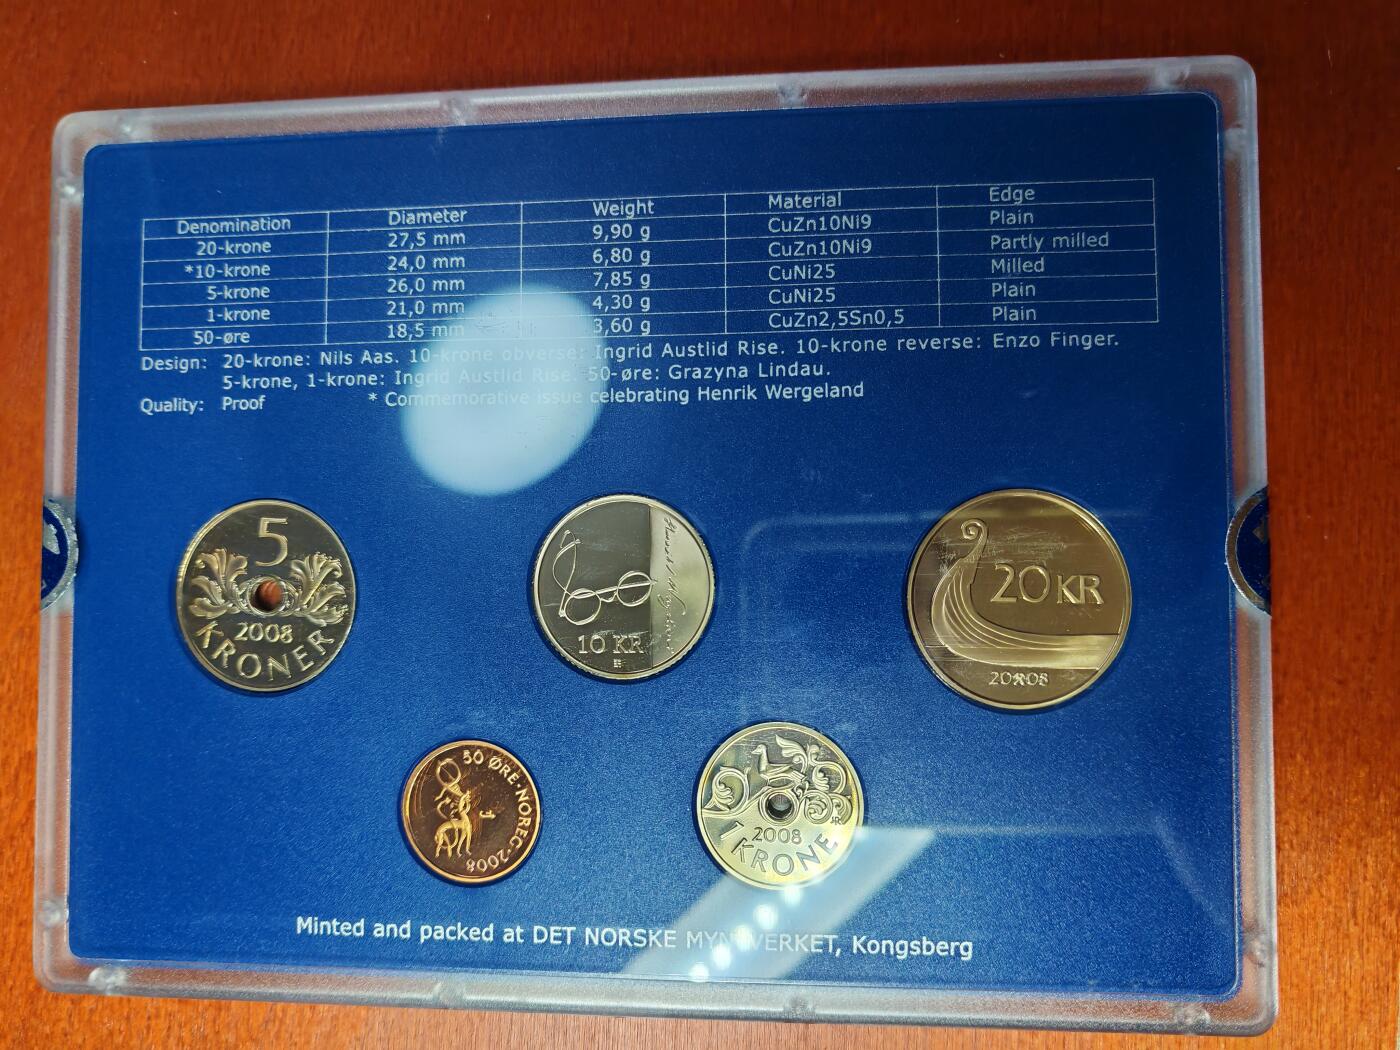 Denomination Diameter Weight Material Edge
20-krone 27,5 mm 9,90 g CuZn10Ni9 Plain
*10-krone 24,0 mm 6,80 g CuZn10Ni9 Partly milled
5-krone 26,0 mm 7,85 g CuNi25 Milled
1-krone 21,0 mm 4,30 g CuNi25 Plain
50-øre 18,5 mm 3,60 g CuZn2,5Sn0,5 Plain
Design: 20-krone: Nils Aas. 10-krone obverse: Ingrid Austlid Rise. 10-krone reverse: Enzo Finger.
5-krone, 1-krone: Ingrid Austlid Rise. 50-øre: Grazyna Lindau.
Quality: Proof * Commemorative issue celebrating Henrik Wergeland
5
2008
KRONER
10 KR
20 KR
2008
50 ØRE·NOREG·2008
2008
1 KRONE
Minted and packed at DET NORSKE MYNTVERKET, Kongsberg